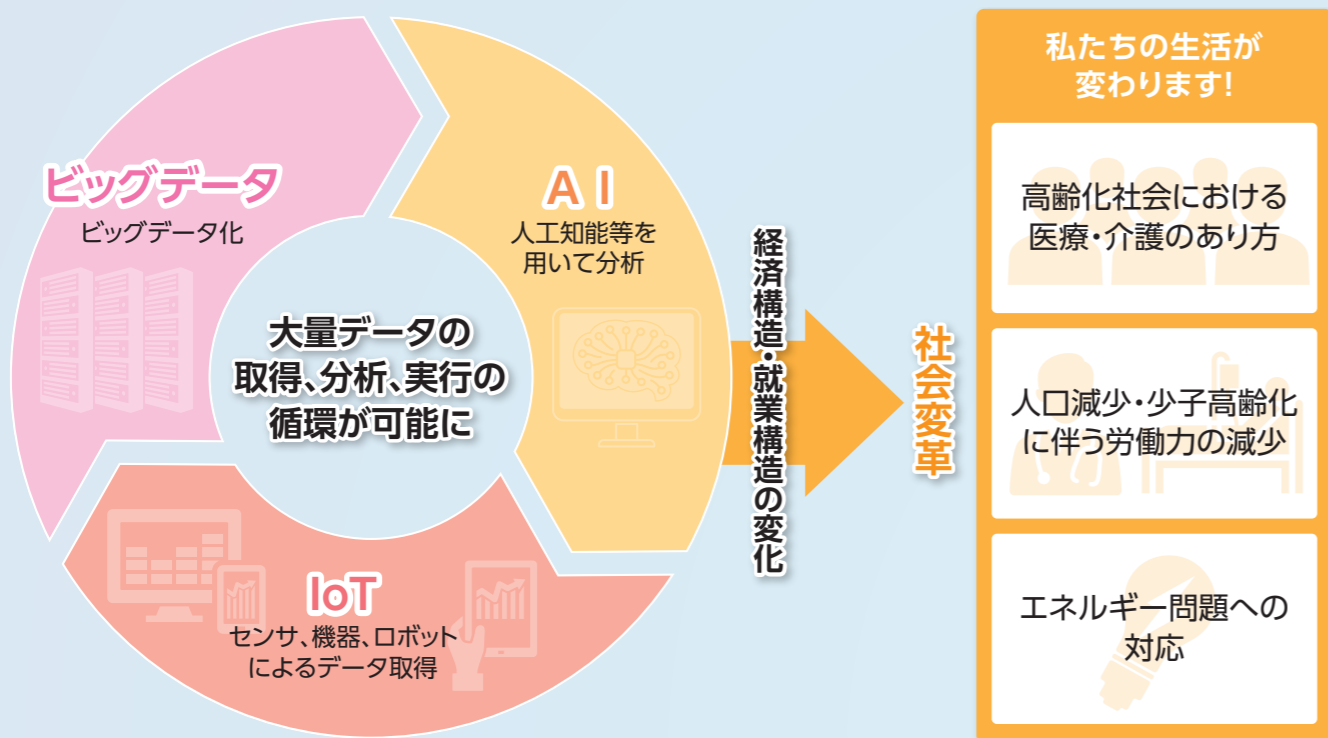 ビッグデータ
ビッグデータ化
AI
人工知能等を
用いて分析
IoT
センサ、機器、ロボット
によるデータ取得
大量データの
取得、分析、実行の
循環が可能に
経済構造・就業構造の変化
社会変革
私たちの生活が
変わります!
高齢化社会における
医療・介護のあり方
人口減少・少子高齢化
に伴う労働力の減少
エネルギー問題への
対応